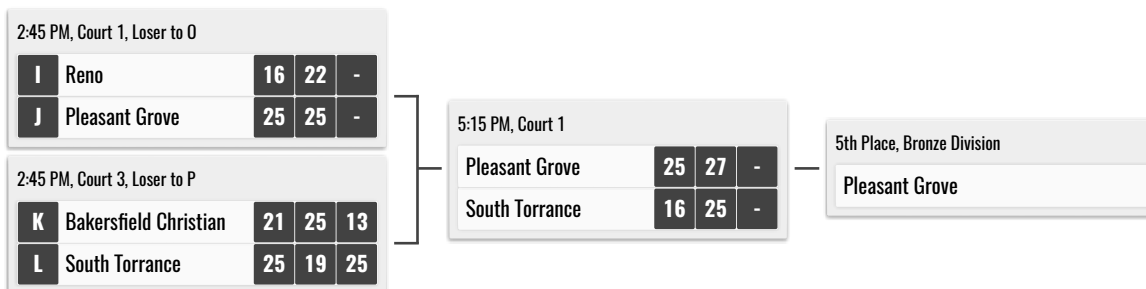 2:45 PM, Court 1, Loser to O
I Reno 16 22 -
J Pleasant Grove 25 25 -
2:45 PM, Court 3, Loser to P
K Bakersfield Christian 21 25 13
L South Torrance 25 19 25
5:15 PM, Court 1
Pleasant Grove 25 27 -
South Torrance 16 25 -
5th Place, Bronze Division
Pleasant Grove